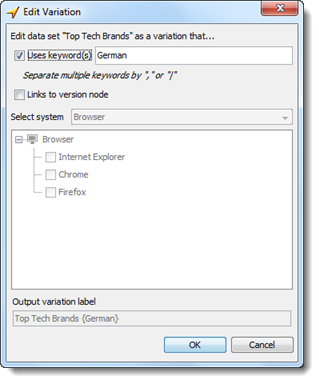 Edit Variation
Edit data set "Top Tech Brands" as a variation that...
Uses keyword(s) German
Separate multiple keywords by "," or "|"
Links to version node
Select system Browser
Browser
Internet Explorer
Chrome
Firefox
Output variation label
Top Tech Brands {German}
OK Cancel